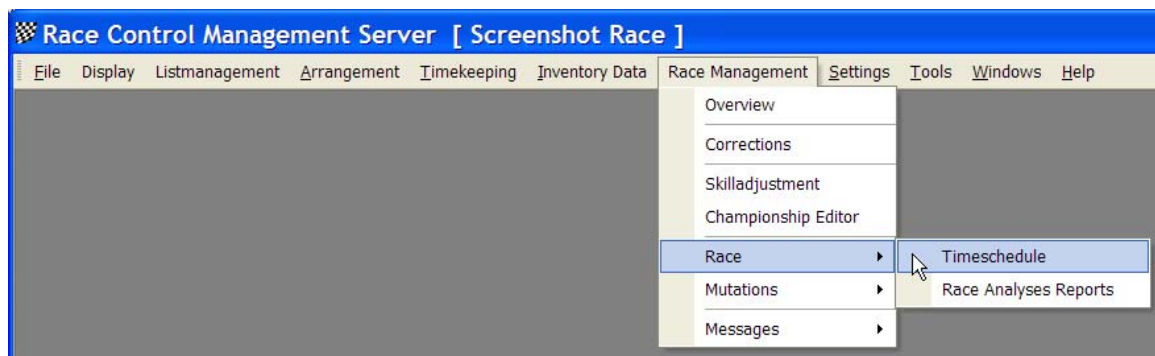 Race Control Management Server [ Screenshot Race ]
File Display Listmanagement Arrangement Timekeeping Inventory Data Race Management Settings Tools Windows Help
Overview
Corrections
Skilladjustment
Championship Editor
Race Timeschedule
Mutations Race Analyses Reports
Messages